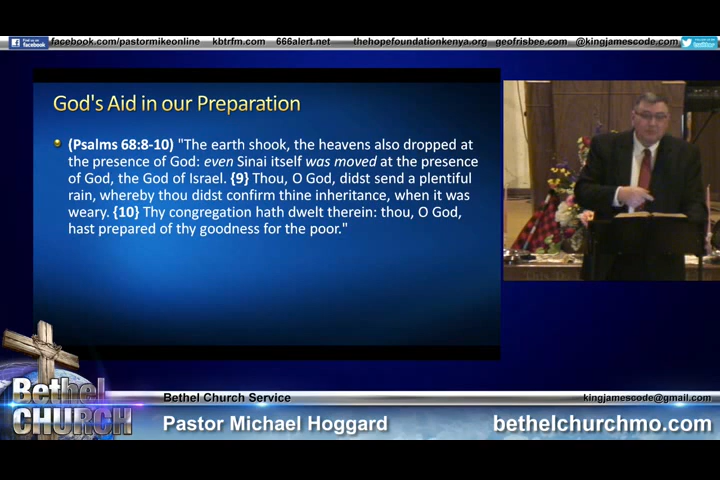 Find us on
facebook
facebook.com/pastormikeonline kbtrfm.com 666alert.net thehopefoundationkenya.org geofrisbee.com @kingjamescode.com
God's Aid in our Preparation
(Psalms 68:8-10) "The earth shook, the heavens also dropped at
the presence of God: even Sinai itself was moved at the presence
of God, the God of Israel. {9} Thou, O God, didst send a plentiful
rain, whereby thou didst confirm thine inheritance, when it was
weary. {10} Thy congregation hath dwelt therein: thou, O God,
hast prepared of thy goodness for the poor."
Bethel
CHURCH
Bethel Church Service
kingjamescode@gmail.com
Pastor Michael Hoggard
bethelchurchmo.com